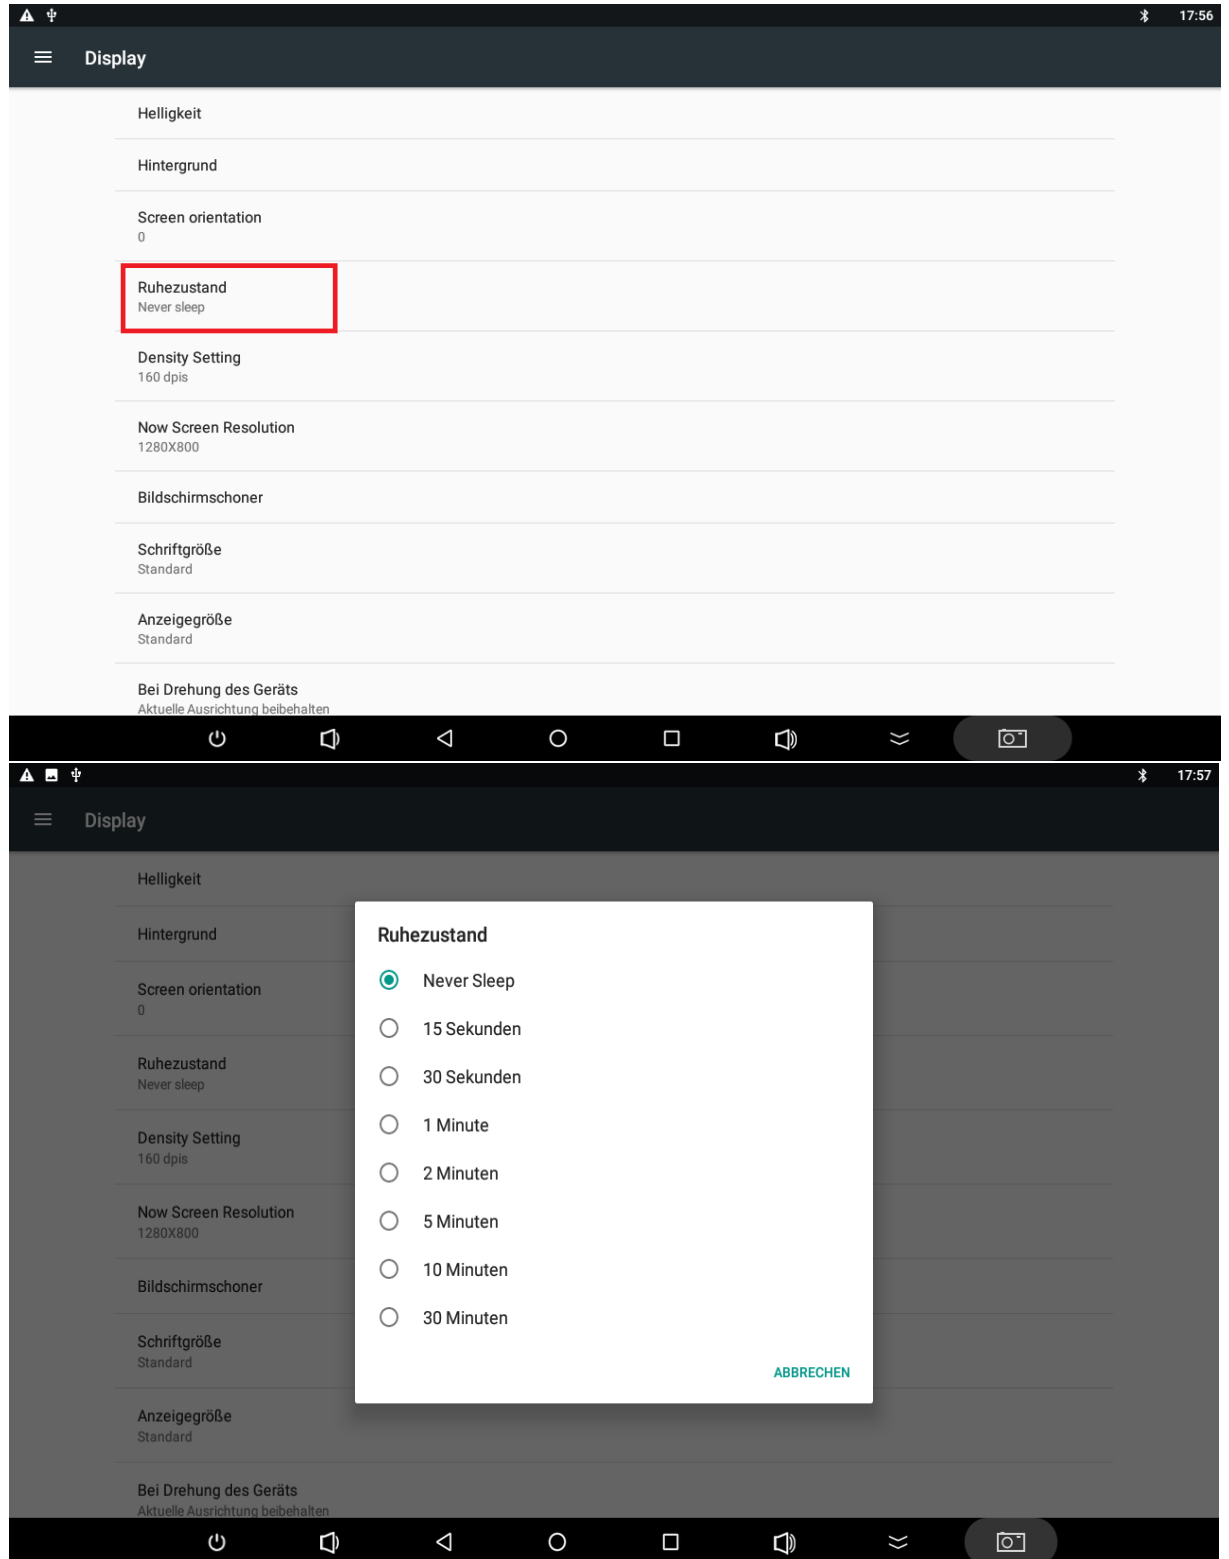 17:56
Display
Helligkeit
Hintergrund
Screen orientation
0
Ruhezustand
Never sleep
Density Setting
160 dpis
Now Screen Resolution
1280X800
Bildschirmschoner
Schriftgröße
Standard
Anzeigegröße
Standard
Bei Drehung des Geräts
Aktuelle Ausrichtung beibehalten
17:57
Display
Helligkeit
Hintergrund
Screen orientation
0
Ruhezustand
Never sleep
Density Setting
160 dpis
Now Screen Resolution
1280X800
Bildschirmschoner
Schriftgröße
Standard
Anzeigegröße
Standard
Bei Drehung des Geräts
Aktuelle Ausrichtung beibehalten
Ruhezustand
Never Sleep
15 Sekunden
30 Sekunden
1 Minute
2 Minuten
5 Minuten
10 Minuten
30 Minuten
ABBRECHEN